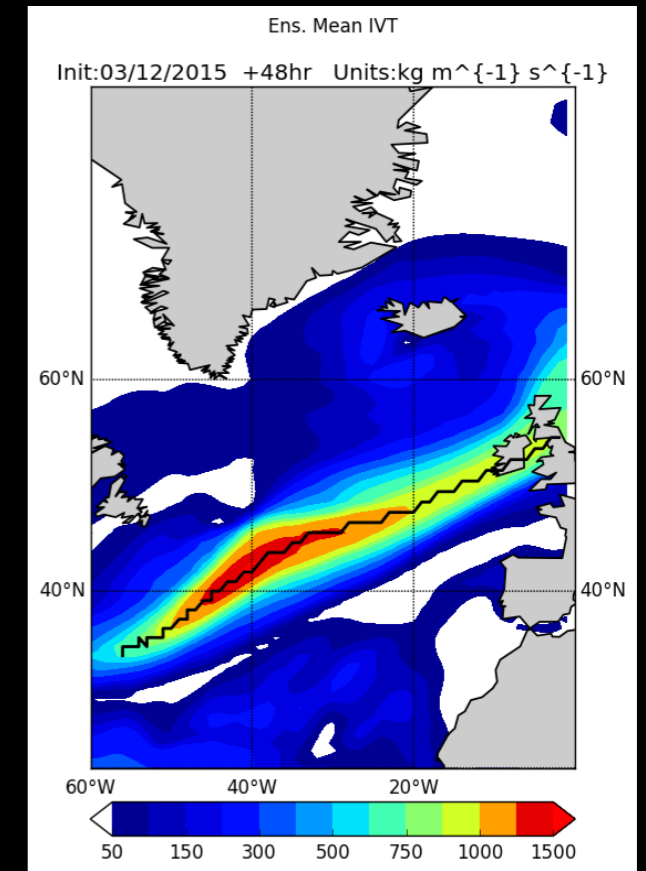 Ens. Mean IVT
Init:03/12/2015 +48hr Units:kg m^{-1} s^{-1}
60°N 60°N
40°N 40°N
60°W 40°W 20°W
50 150 300 500 750 1000 1500